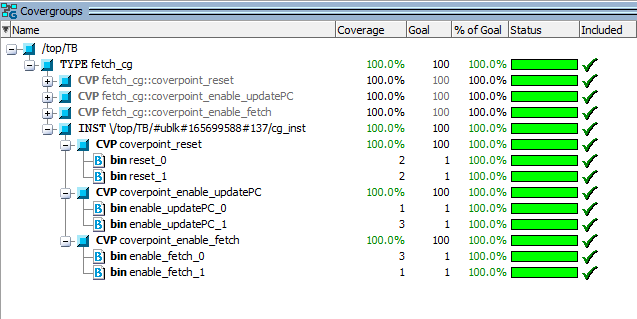 Covergroups
Name Coverage Goal % of Goal Status Included
/top/TB
TYPE fetch_cg 100.0% 100 100.0%
CVP fetch_cg::coverpoint_reset 100.0% 100 100.0%
CVP fetch_cg::coverpoint_enable_updatePC 100.0% 100 100.0%
CVP fetch_cg::coverpoint_enable_fetch 100.0% 100 100.0%
INST \/top/TB/#ublk#165699588#137/cg_inst 100.0% 100 100.0%
CVP coverpoint_reset 100.0% 100 100.0%
B bin reset_0 2 1 100.0%
B bin reset_1 2 1 100.0%
CVP coverpoint_enable_updatePC 100.0% 100 100.0%
B bin enable_updatePC_0 1 1 100.0%
B bin enable_updatePC_1 3 1 100.0%
CVP coverpoint_enable_fetch 100.0% 100 100.0%
B bin enable_fetch_0 3 1 100.0%
B bin enable_fetch_1 1 1 100.0%